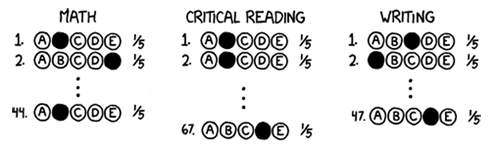 MATH
1. A C D E 1/5
2. A B C D 1/5
44. A C D E 1/5
CRITICAL READING
1. A C D E 1/5
2. A C D E 1/5
67. A B C E 1/5
WRITING
1. A B D E 1/5
2. B C D E 1/5
47. A B C E 1/5